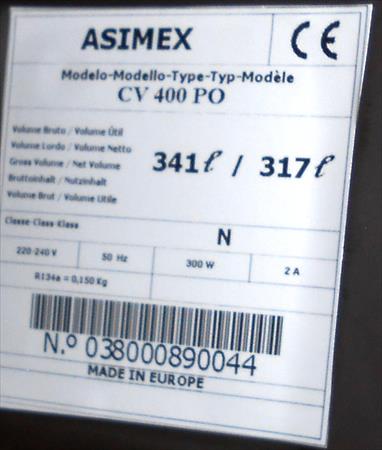 ASIMEX
CE
Modelo-Modello-Type-Typ-Modèle
CV 400 PO
Volume Bruto / Volume Útil
Volume Lordo / Volume Netto
Gross Volume / Net Volume
Bruttoinhalt / Nutzinhalt
Volume Brut / Volume Utile
341ℓ / 317ℓ
Classe-Class-Klass
N
220-240 V 50 Hz 300 W 2 A
R134a = 0,150 Kg
N.º 038000890044
MADE IN EUROPE